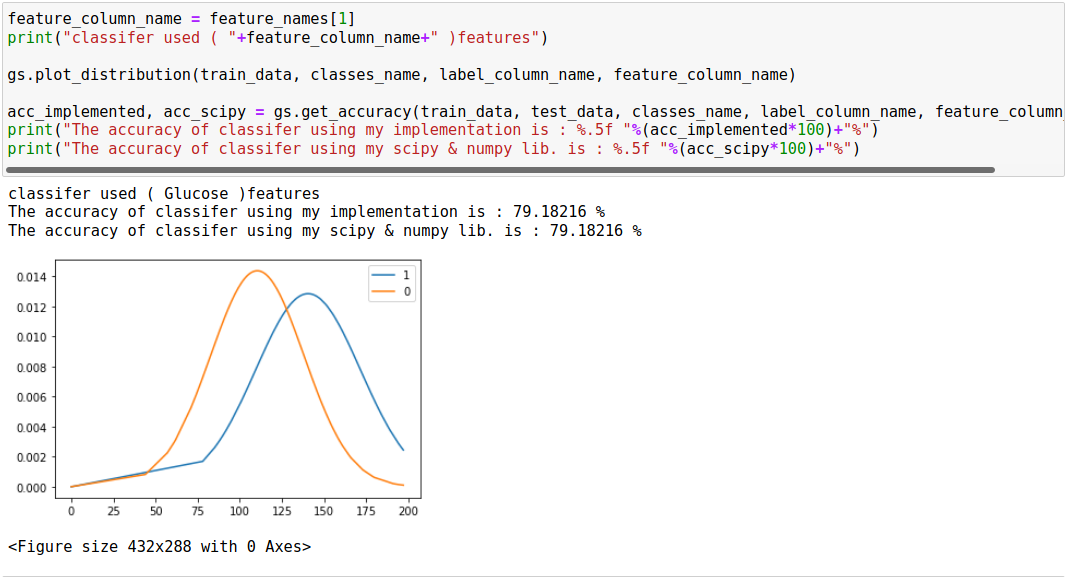 feature_column_name = feature_names[1]
print("classifer used ( "+feature_column_name+" )features")
gs.plot_distribution(train_data, classes_name, label_column_name, feature_column_name)
acc_implemented, acc_scipy = gs.get_accuracy(train_data, test_data, classes_name, label_column_name, feature_column
print("The accuracy of classifer using my implementation is : %.5f "%(acc_implemented*100)+"%")
print("The accuracy of classifer using my scipy & numpy lib. is : %.5f "%(acc_scipy*100)+"%")
classifer used ( Glucose )features
The accuracy of classifer using my implementation is : 79.18216 %
The accuracy of classifer using my scipy & numpy lib. is : 79.18216 %
1
0
0.014
0.012
0.010
0.008
0.006
0.004
0.002
0.000
0 25 50 75 100 125 150 175 200
<Figure size 432x288 with 0 Axes>